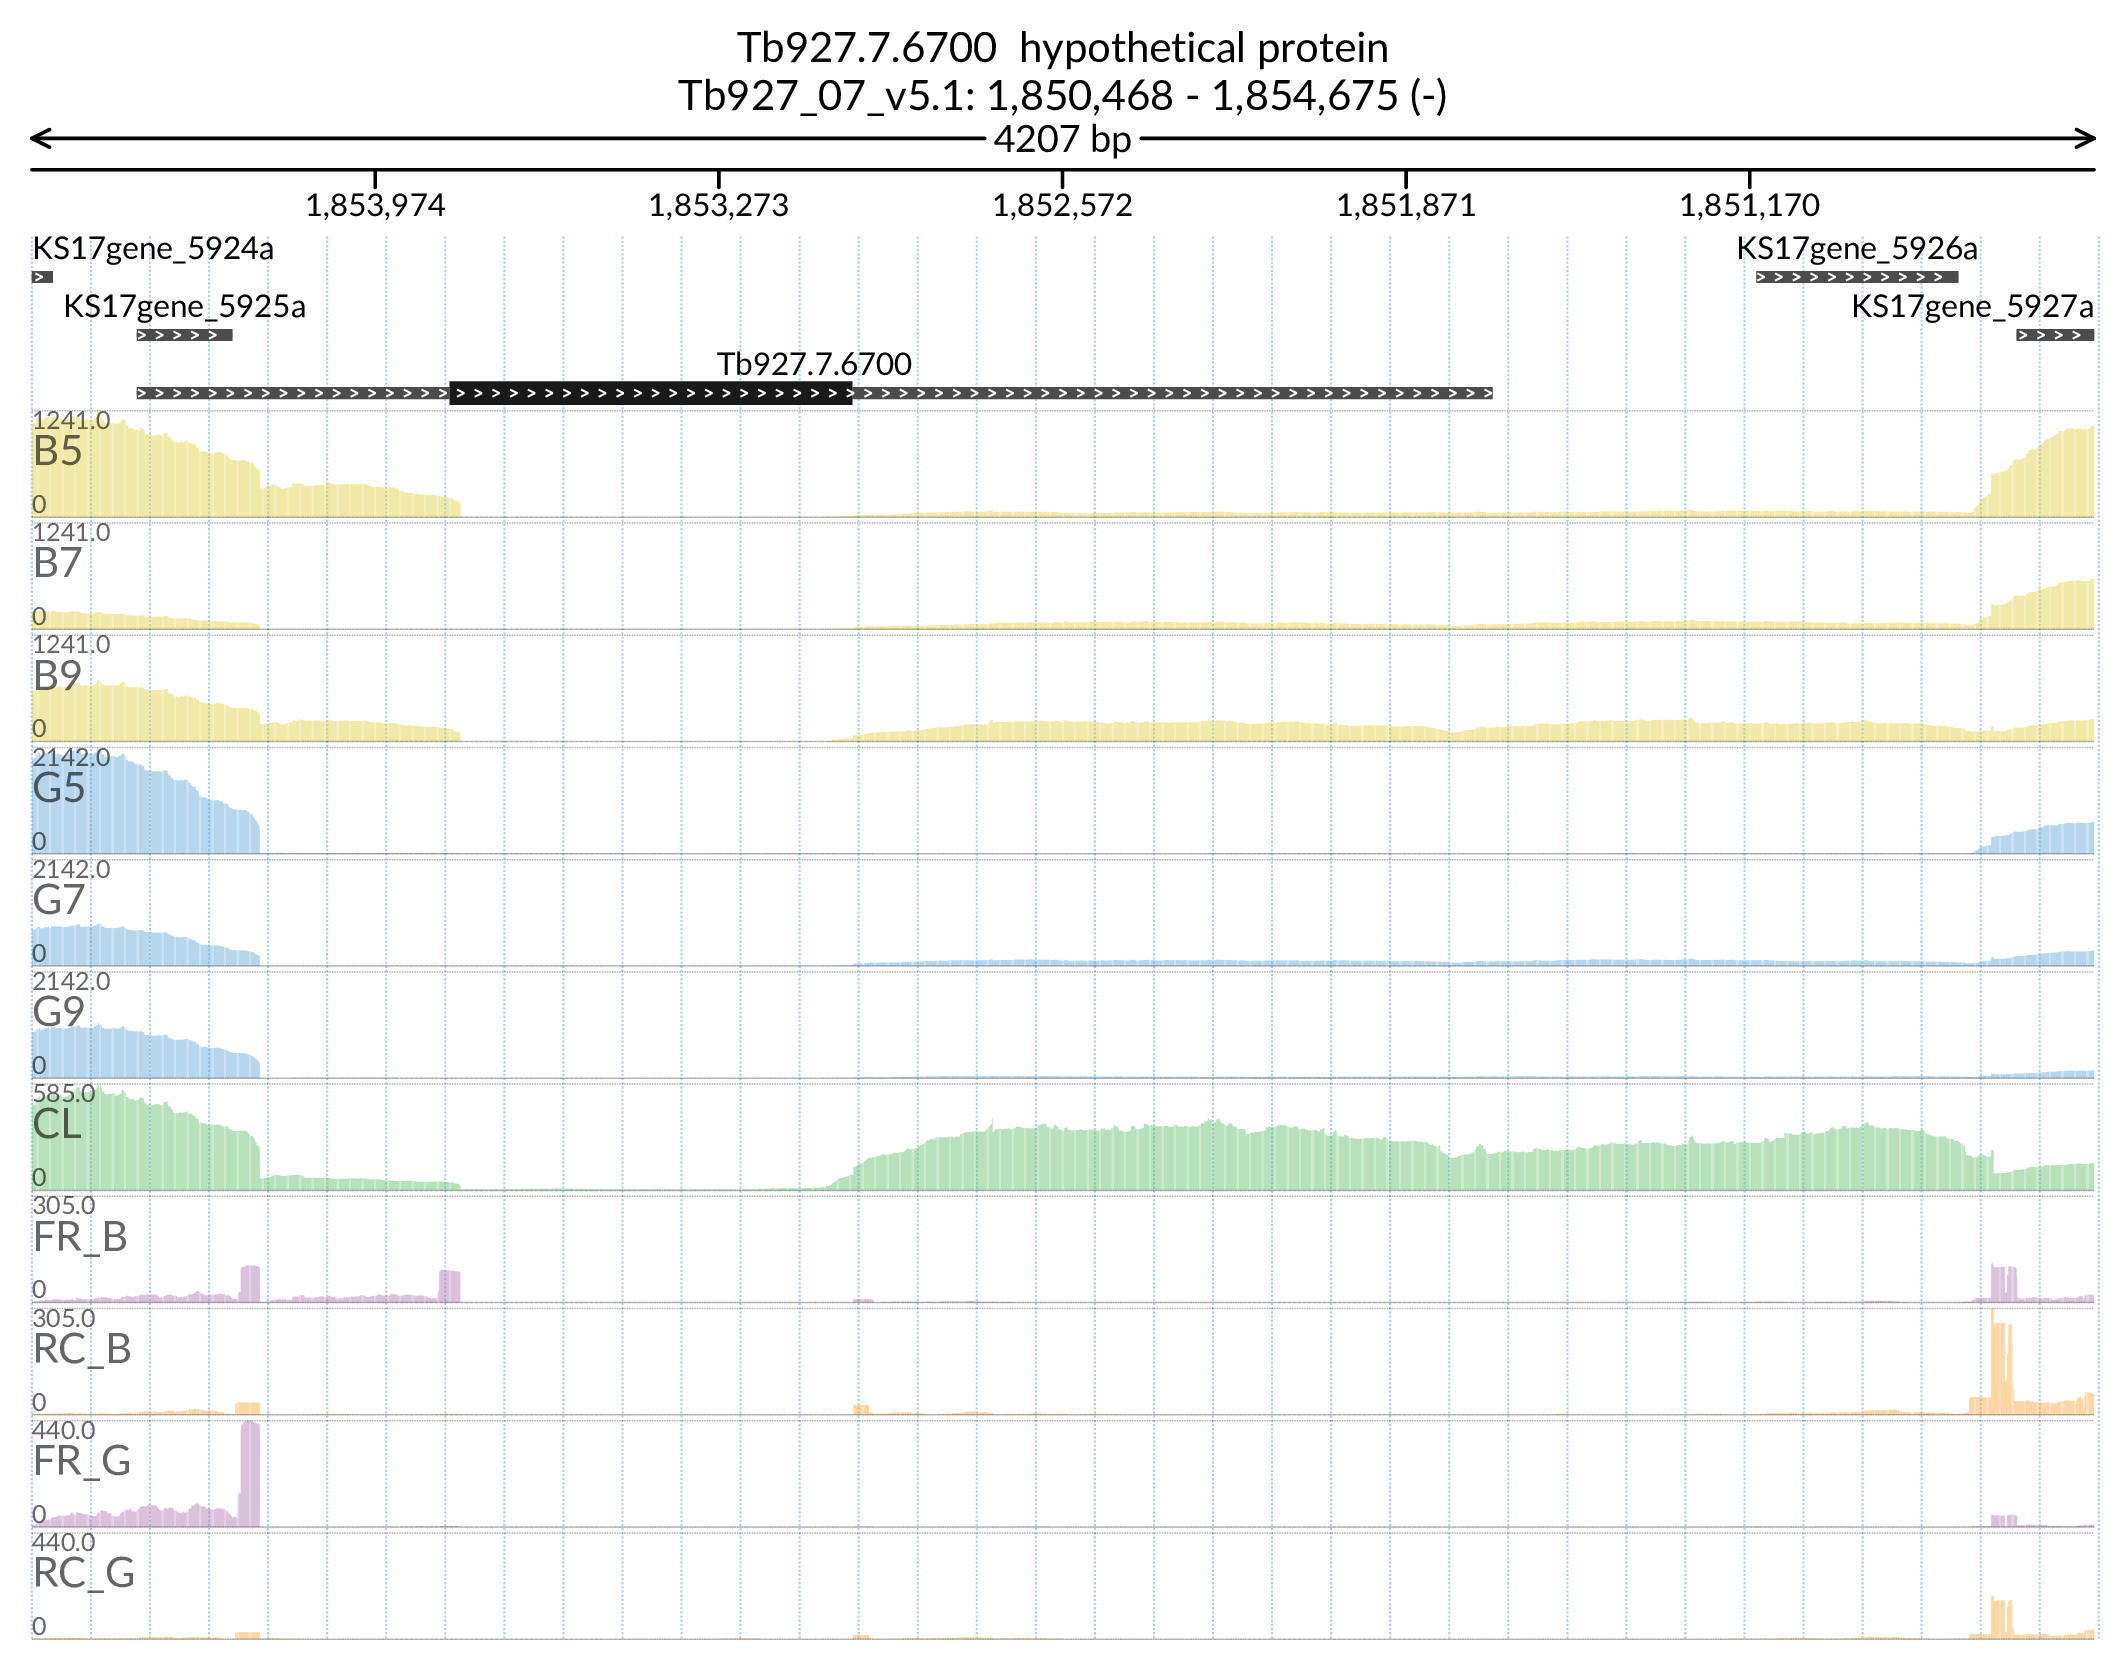 Tb927.7.6700 hypothetical protein
Tb927_07_v5.1: 1,850,468 - 1,854,675 (-)
4207 bp
1,853,974 1,853,273 1,852,572 1,851,871 1,851,170
KS17gene_5924a KS17gene_5926a
KS17gene_5925a KS17gene_5927a
Tb927.7.6700
1241.0
B5
0
1241.0
B7
0
1241.0
B9
0
2142.0
G5
0
2142.0
G7
0
2142.0
G9
0
585.0
CL
0
305.0
FR_B
0
305.0
RC_B
0
440.0
FR_G
0
440.0
RC_G
0